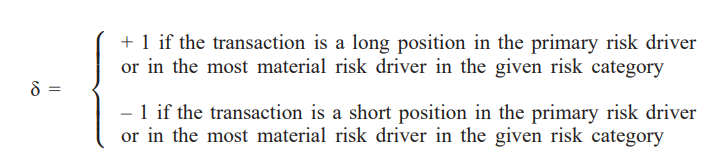 + 1 if the transaction is a long position in the primary risk driver
or in the most material risk driver in the given risk category
δ =
– 1 if the transaction is a short position in the primary risk driver
or in the most material risk driver in the given risk category